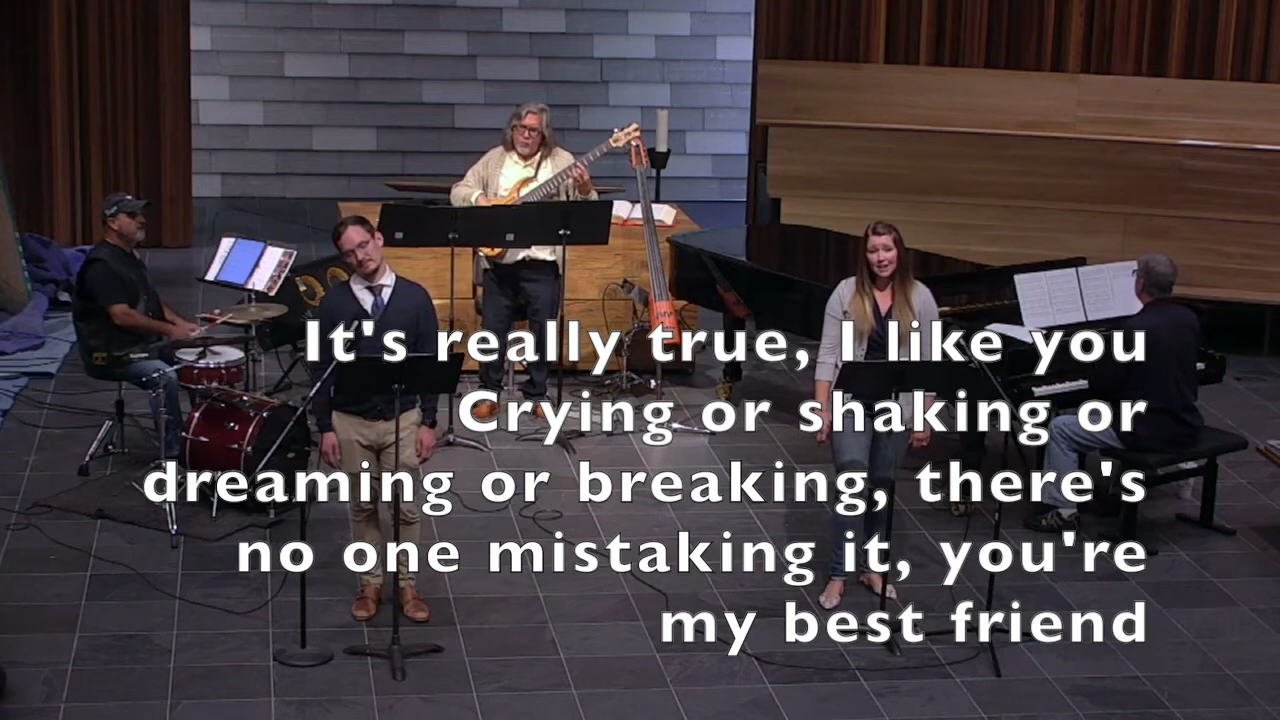 It's really true, I like you
Crying or shaking or
dreaming or breaking, there's
no one mistaking it, you're
my best friend